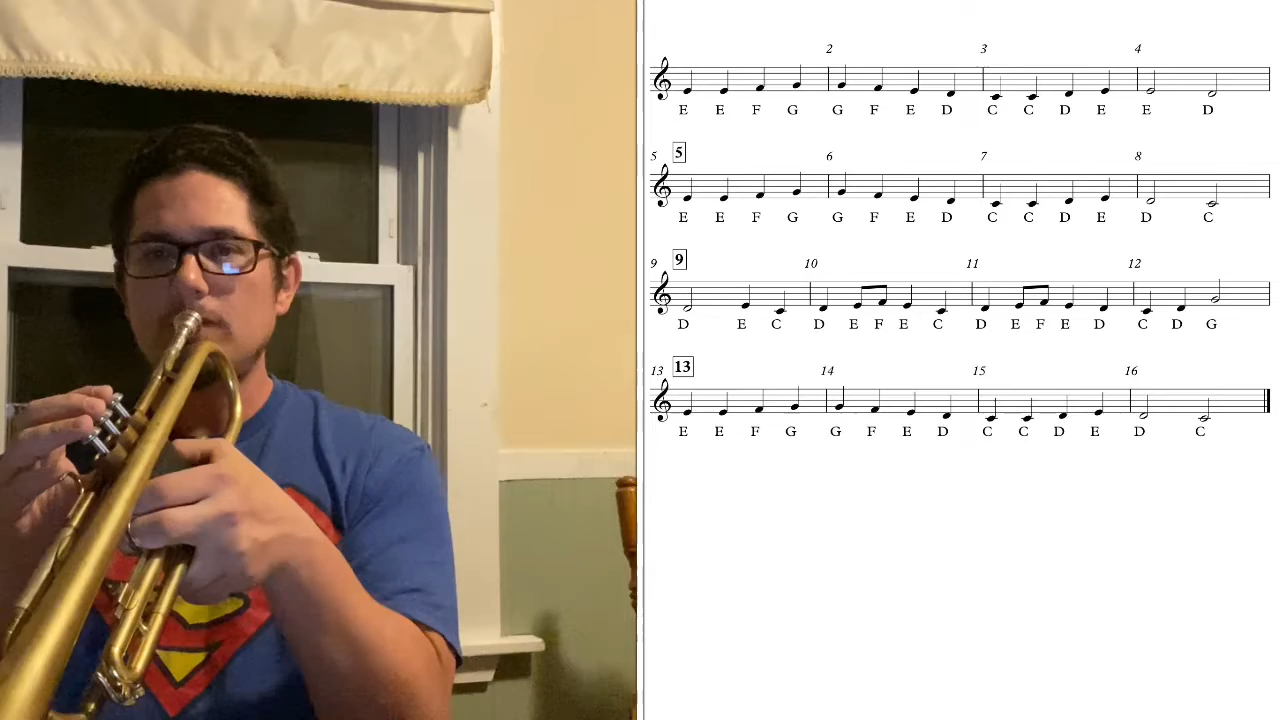 2 3 4
E E F G G F E D C C D E E D
5 5 6 7 8
E E F G G F E D C C D E D C
9 9 10 11 12
D E C D E F E C D E F E D C D G
13 13 14 15 16
E E F G G F E D C C D E D C